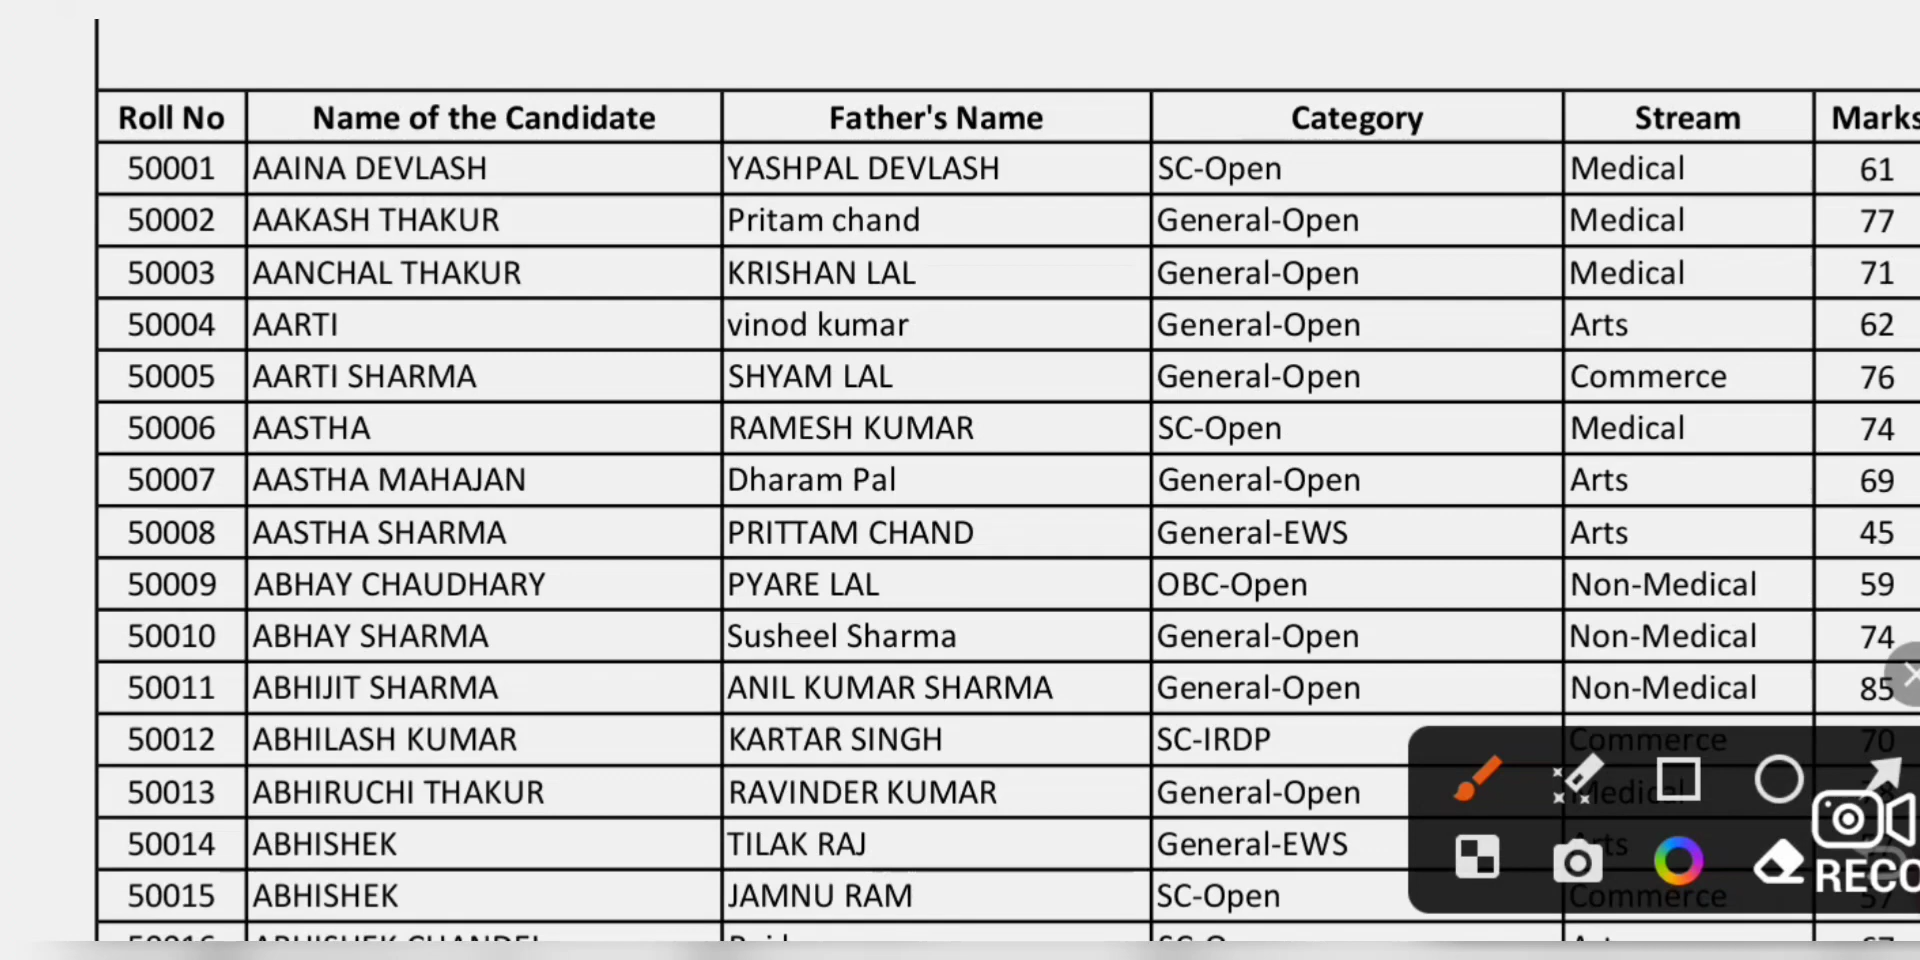 Roll No Name of the Candidate Father's Name Category Stream Marks
50001 AAINA DEVLASH YASHPAL DEVLASH SC-Open Medical 61
50002 AAKASH THAKUR Pritam chand General-Open Medical 77
50003 AANCHAL THAKUR KRISHAN LAL General-Open Medical 71
50004 AARTI vinod kumar General-Open Arts 62
50005 AARTI SHARMA SHYAM LAL General-Open Commerce 76
50006 AASTHA RAMESH KUMAR SC-Open Medical 74
50007 AASTHA MAHAJAN Dharam Pal General-Open Arts 69
50008 AASTHA SHARMA PRITTAM CHAND General-EWS Arts 45
50009 ABHAY CHAUDHARY PYARE LAL OBC-Open Non-Medical 59
50010 ABHAY SHARMA Susheel Sharma General-Open Non-Medical 74
50011 ABHIJIT SHARMA ANIL KUMAR SHARMA General-Open Non-Medical 85
50012 ABHILASH KUMAR KARTAR SINGH SC-IRDP Commerce 70
50013 ABHIRUCHI THAKUR RAVINDER KUMAR General-Open Medical
50014 ABHISHEK TILAK RAJ General-EWS Arts
50015 ABHISHEK JAMNU RAM SC-Open Commerce 57
RECO